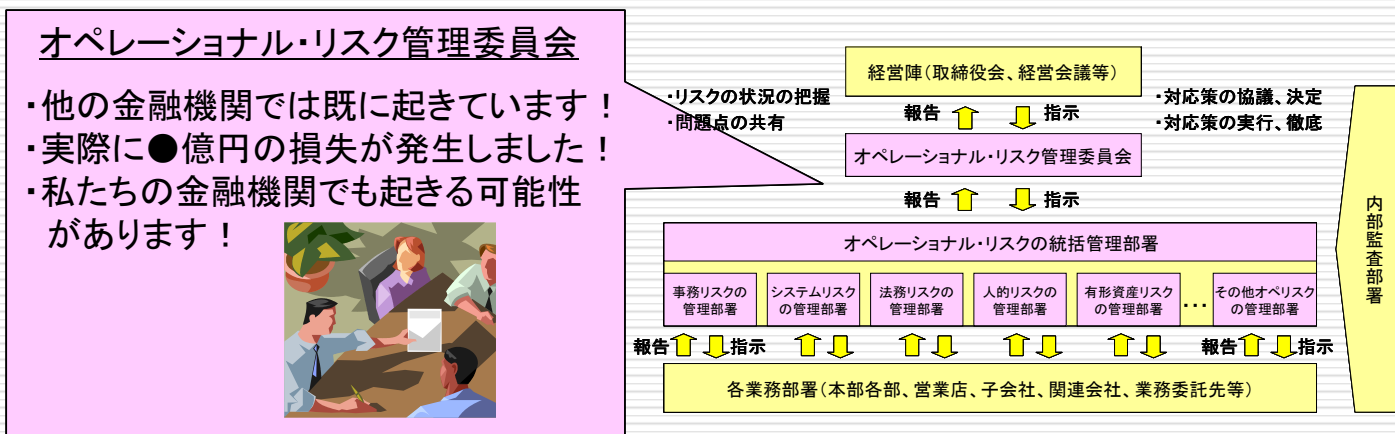 オペレーショナル・リスク管理委員会
・他の金融機関では既に起きています！
・実際に●億円の損失が発生しました！
・私たちの金融機関でも起きる可能性
があります！
経営陣（取締役会、経営会議等）
・リスクの状況の把握
・問題点の共有
報告
指示
・対応策の協議、決定
・対応策の実行、徹底
オペレーショナル・リスク管理委員会
報告
指示
オペレーショナル・リスクの統括管理部署
事務リスクの
管理部署
システムリスク
の管理部署
法務リスクの
管理部署
人的リスクの
管理部署
有形資産リスク
の管理部署
…
その他オペリスク
の管理部署
報告
指示
報告
指示
各業務部署（本部各部、営業店、子会社、関連会社、業務委託先等）
内部監査部署